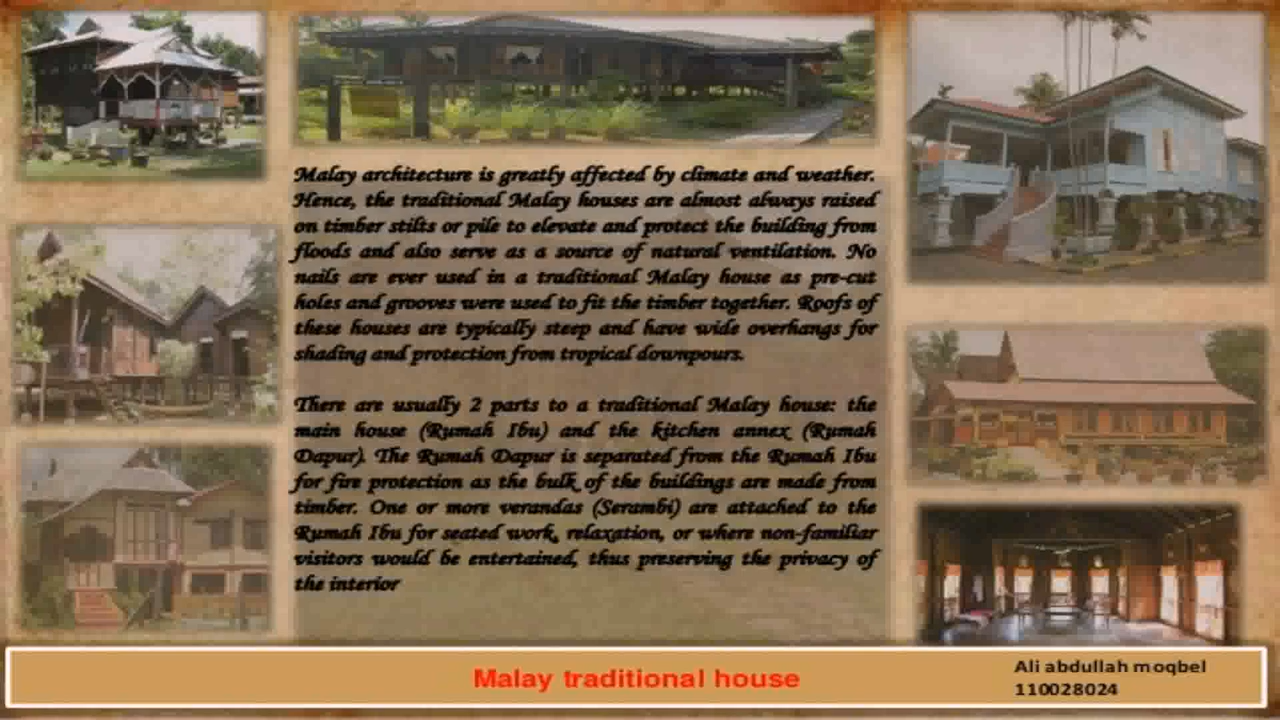 Malay architecture is greatly affected by climate and weather.
Hence, the traditional Malay houses are almost always raised
on timber stilts or pile to elevate and protect the building from
floods and also serve as a source of natural ventilation. No
nails are ever used in a traditional Malay house as pre-cut
holes and grooves were used to fit the timber together. Roofs of
these houses are typically steep and have wide overhangs for
shading and protection from tropical downpours.
There are usually 2 parts to a traditional Malay house: the
main house (Rumah Ibu) and the kitchen annex (Rumah
Dapur). The Rumah Dapur is separated from the Rumah Ibu
for fire protection as the bulk of the buildings are made from
timber. One or more verandas (Serambi) are attached to the
Rumah Ibu for seated work, relaxation, or where non-familiar
visitors would be entertained, thus preserving the privacy of
the interior
Malay traditional house
Ali abdullah moqbel
110028024